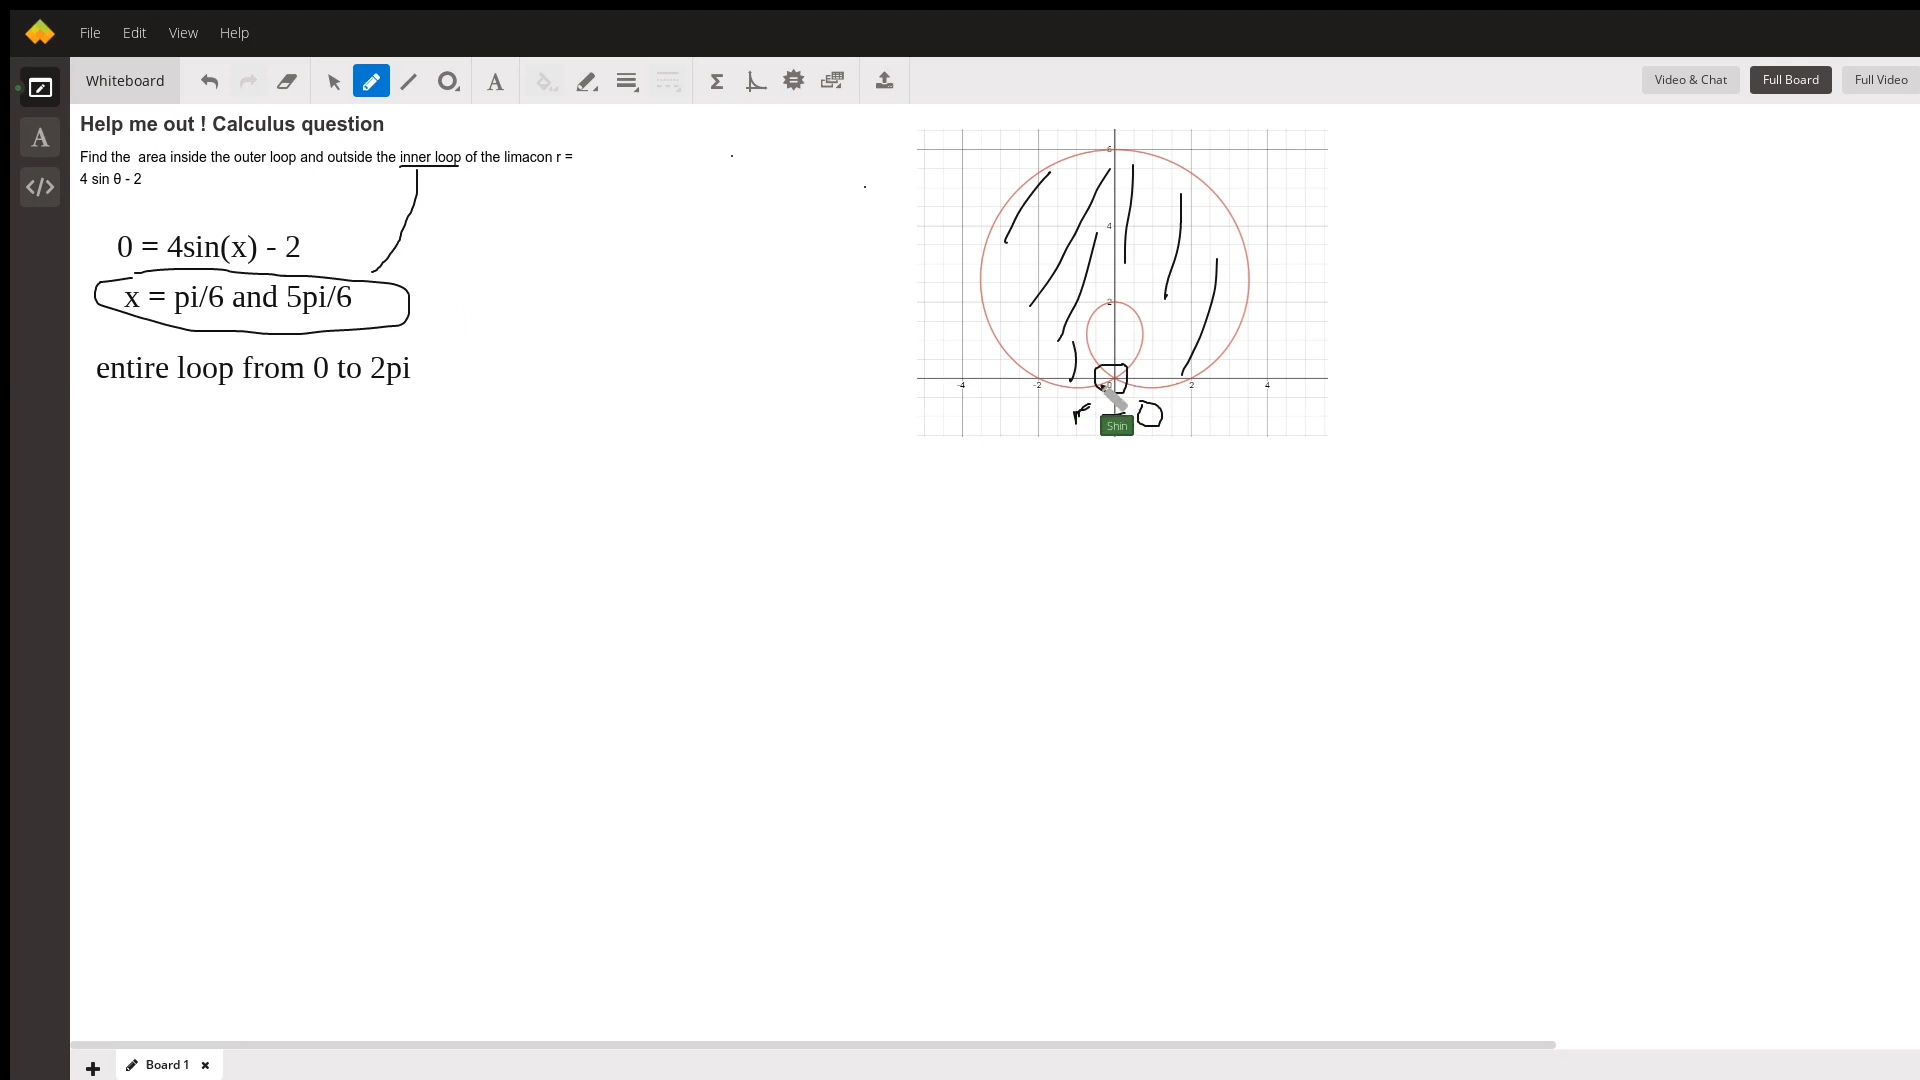 File Edit View Help
Whiteboard
Video & Chat
Full Board
Full Video
Help me out ! Calculus question
Find the area inside the outer loop and outside the inner loop of the limacon r =
4 sin θ - 2
0 = 4sin(x) - 2
x = pi/6 and 5pi/6
entire loop from 0 to 2pi
6
4
2
-4 -2 0 2 4
r 0
Shin
Board 1